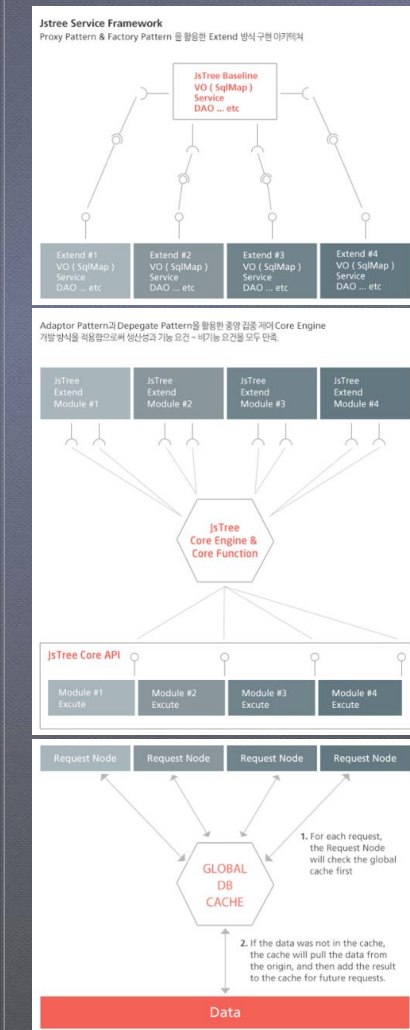 Jstree Service Framework
Proxy Pattern & Factory Pattern 을 활용한 Extend 방식 구현 아키텍쳐
JsTree Baseline
VO ( SqlMap )
Service
DAO ... etc
Extend #1
VO ( SqlMap )
Service
DAO ... etc
Extend #2
VO ( SqlMap )
Service
DAO ... etc
Extend #3
VO ( SqlMap )
Service
DAO ... etc
Extend #4
VO ( SqlMap )
Service
DAO ... etc
Adaptor Pattern과 Depegate Pattern을 활용한 중앙 집중 제어 Core Engine
개발 방식을 적용함으로써 생산성과 기능 요건 ~ 비기능 요건을 모두 만족.
JsTree
Extend
Module #1
JsTree
Extend
Module #2
JsTree
Extend
Module #3
JsTree
Extend
Module #4
JsTree
Core Engine &
Core Function
JsTree Core API
Module #1
Excute
Module #2
Excute
Module #3
Excute
Module #4
Excute
Request Node
Request Node
Request Node
Request Node
GLOBAL
DB
CACHE
1. For each request,
the Request Node
will check the global
cache first
2. If the data was not in the cache,
the cache will pull the data from
the origin, and then add the result
to the cache for future requests.
Data